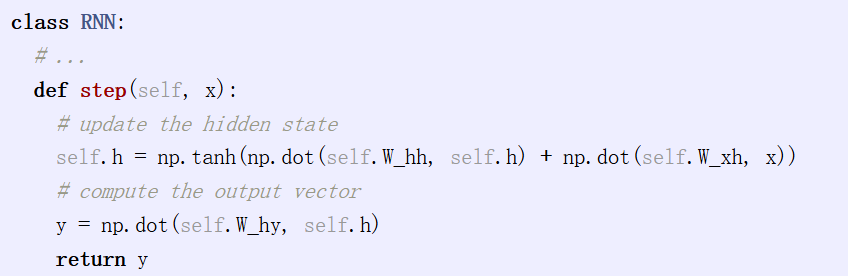 class RNN:
# ...
def step(self, x):
# update the hidden state
self.h = np.tanh(np.dot(self.W_hh, self.h) + np.dot(self.W_xh, x))
# compute the output vector
y = np.dot(self.W_hy, self.h)
return y